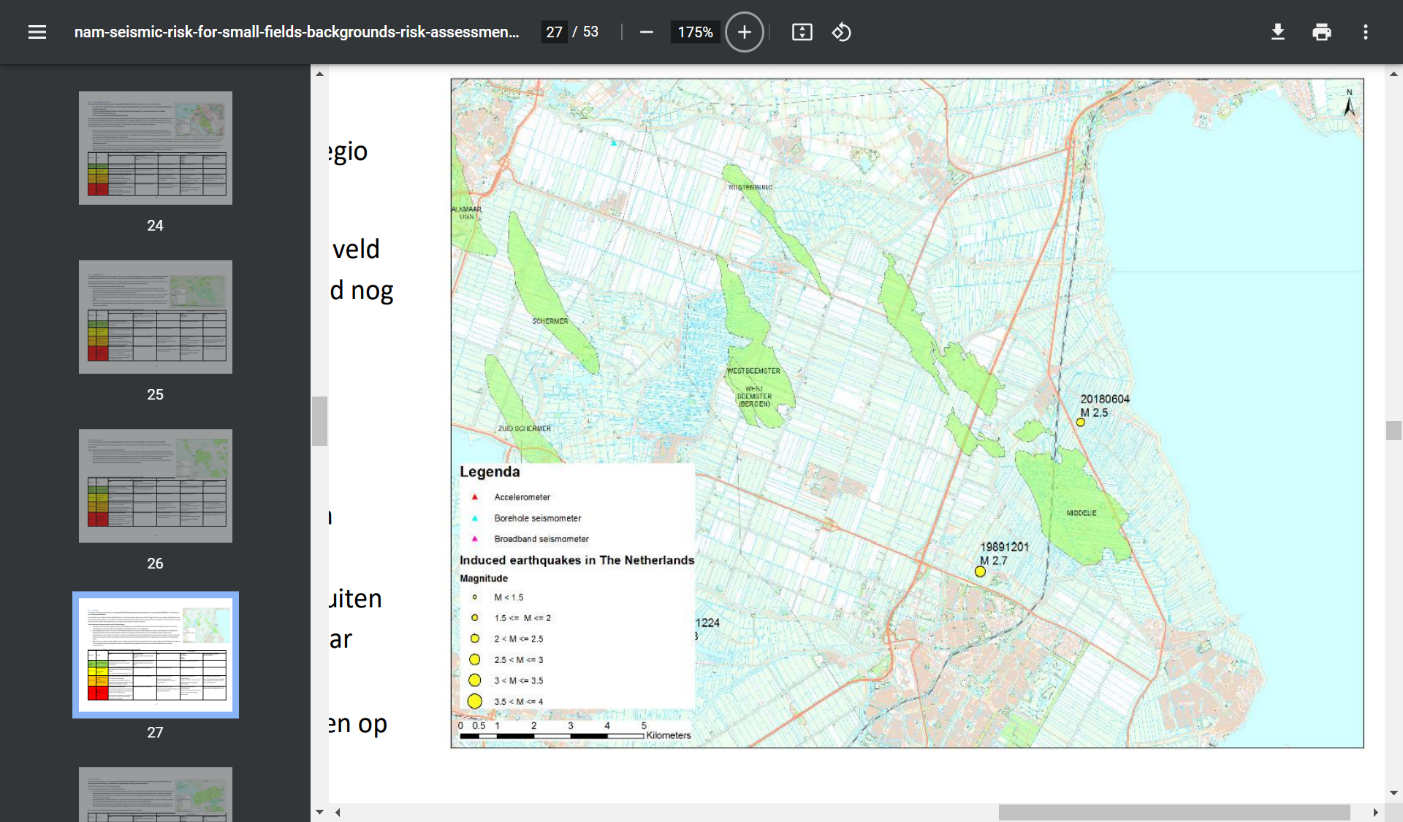 nam-seismic-risk-for-small-fields-backgrounds-risk-assessmen...
27 / 53
175%
24
25
26
27
egio
veld
d nog
uiten
ar
en op
N
RUSTENBURG
ALKMAAR
SCHERMER
WESTBEEMSTER
WEST
BEEMSTER
(BERGEN)
ZUID SCHERMER
20180604
M 2.5
MIDDELIE
19891201
M 2.7
1224
Legenda
Accelerometer
Borehole seismometer
Broadband seismometer
Induced earthquakes in The Netherlands
Magnitude
M < 1.5
1.5 <= M <= 2
2 < M <= 2.5
2.5 < M <= 3
3 < M <= 3.5
3.5 < M <= 4
0 0.5 1 2 3 4 5
Kilometers